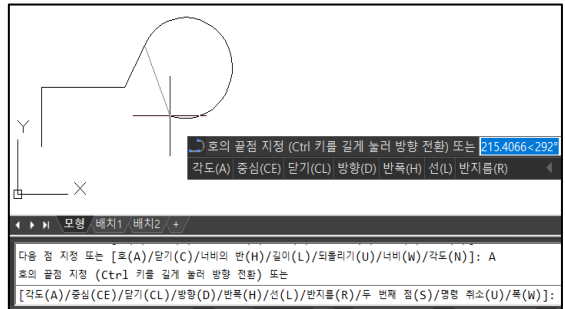 호의 끝점 지정 (Ctrl 키를 길게 눌러 방향 전환) 또는 215.4066<292°
각도(A) 중심(CE) 닫기(CL) 방향(D) 반폭(H) 선(L) 반지름(R)
Y
X
모형 배치1 배치2 +
다음 점 지정 또는 [호(A)/닫기(C)/너비의 반(H)/길이(L)/되돌리기(U)/너비(W)/각도(N)]: A
호의 끝점 지정 (Ctrl 키를 길게 눌러 방향 전환) 또는
[각도(A)/중심(CE)/닫기(CL)/방향(D)/반폭(H)/선(L)/반지름(R)/두 번째 점(S)/명령 취소(U)/폭(W)]: